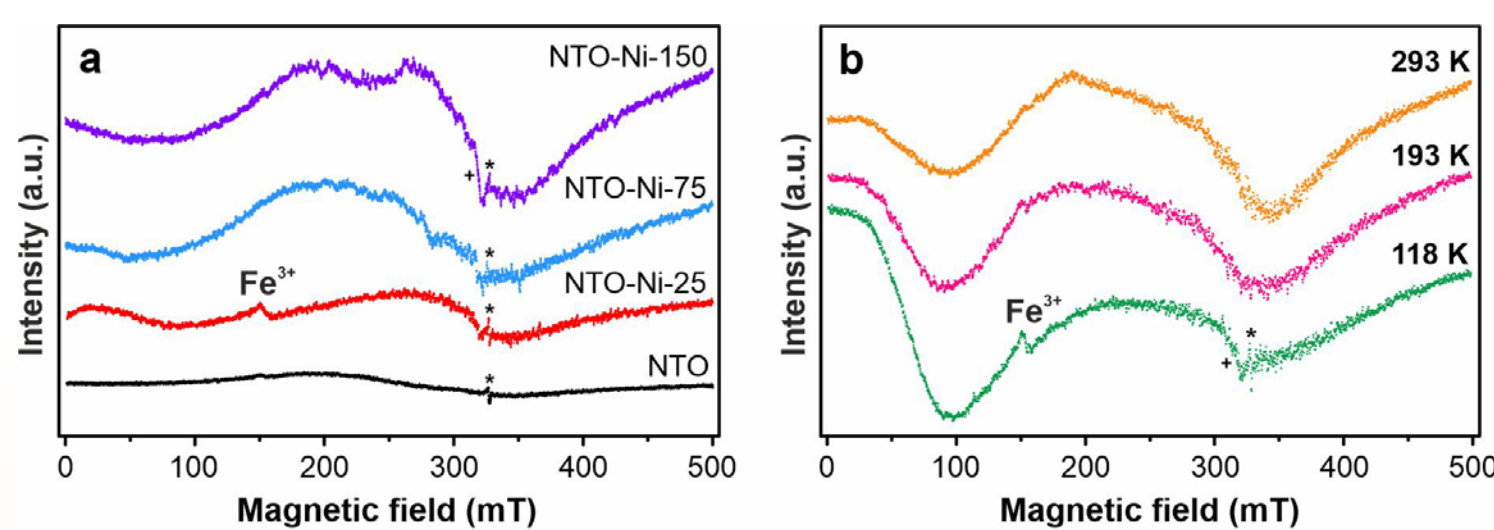 a
NTO-Ni-150
+
*
NTO-Ni-75
*
Fe³⁺
NTO-Ni-25
*
NTO
*
Intensity (a.u.)
0 100 200 300 400 500
Magnetic field (mT)
b
293 K
193 K
118 K
Fe³⁺
*
+
Intensity (a.u.)
0 100 200 300 400 500
Magnetic field (mT)